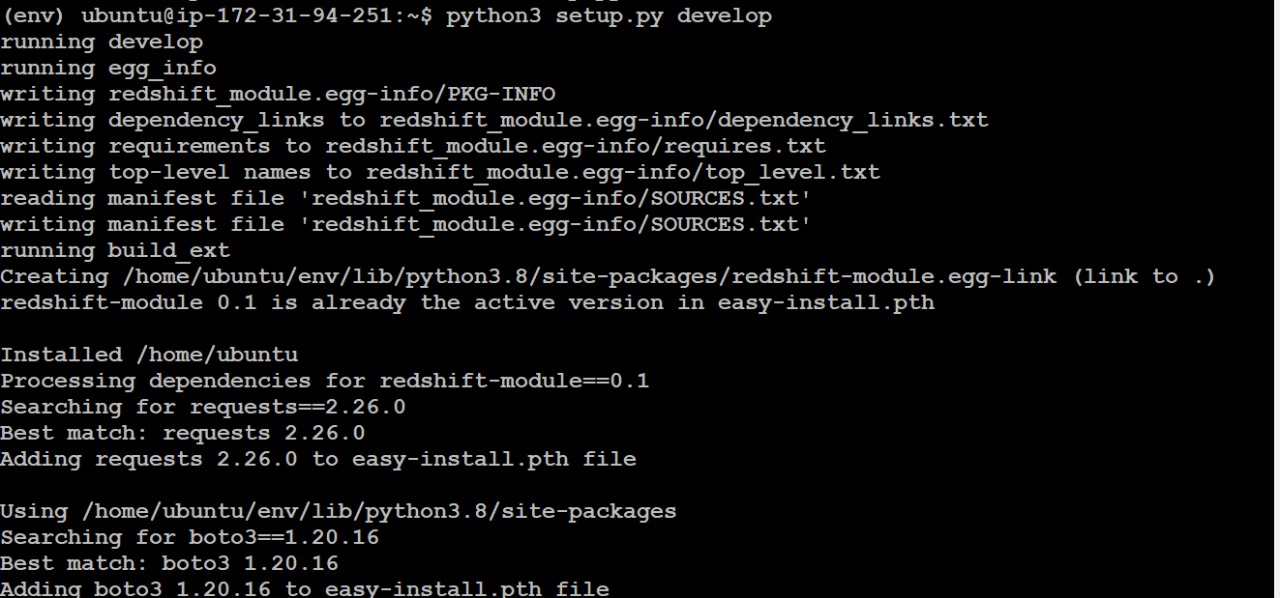 (env) ubuntu@ip-172-31-94-251:~$ python3 setup.py develop
running develop
running egg_info
writing redshift_module.egg-info/PKG-INFO
writing dependency_links to redshift_module.egg-info/dependency_links.txt
writing requirements to redshift_module.egg-info/requires.txt
writing top-level names to redshift_module.egg-info/top_level.txt
reading manifest file 'redshift_module.egg-info/SOURCES.txt'
writing manifest file 'redshift_module.egg-info/SOURCES.txt'
running build_ext
Creating /home/ubuntu/env/lib/python3.8/site-packages/redshift-module.egg-link (link to .)
redshift-module 0.1 is already the active version in easy-install.pth
Installed /home/ubuntu
Processing dependencies for redshift-module==0.1
Searching for requests==2.26.0
Best match: requests 2.26.0
Adding requests 2.26.0 to easy-install.pth file
Using /home/ubuntu/env/lib/python3.8/site-packages
Searching for boto3==1.20.16
Best match: boto3 1.20.16
Adding boto3 1.20.16 to easy-install.pth file